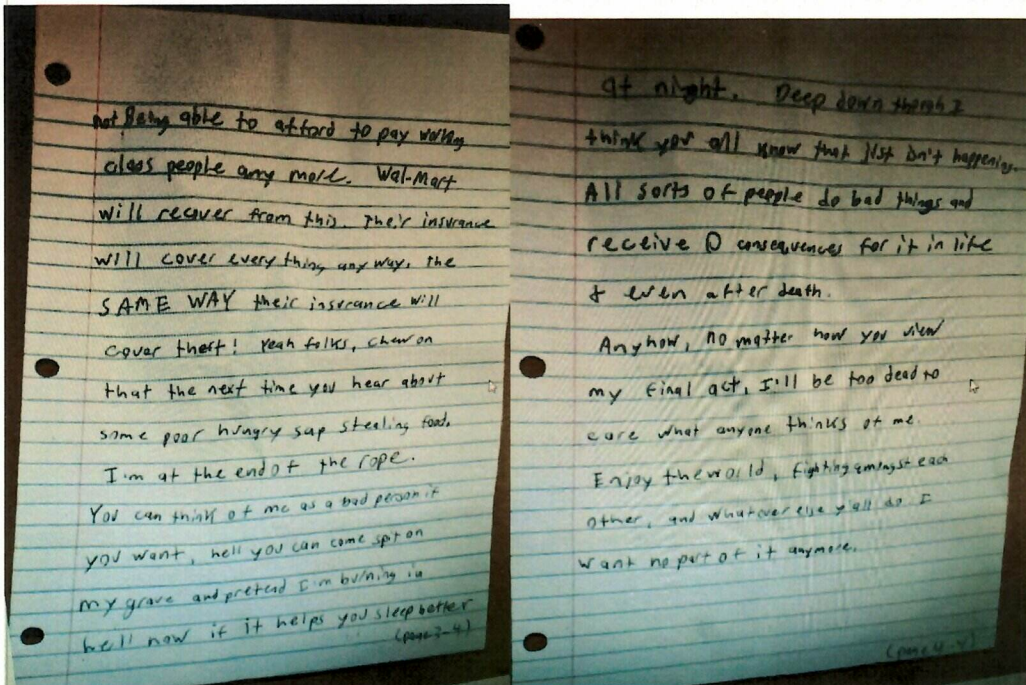 not Being able to afford to pay working
class people any more. Wal-Mart
will recover from this. Their insurance
will cover every thing any way. The
SAME WAY their insurance will
cover theft! Yeah folks, chew on
that the next time you hear about
some poor hungry sap stealing food.
I'm at the end of the rope.
You can think of me as a bad person if
you want, hell you can come spit on
my grave and pretend I'm burning in
hell now if it helps you sleep better
(page 3-4)
at night. Deep down though I
think you all know that just isn't happening.
All sorts of people do bad things and
receive 0 consequences for it in life
& even after death.
Anyhow, no matter how you view
my final act, I'll be too dead to
care what anyone thinks of me.
Enjoy the world, fighting amingst each
other, and whatever else y'all do I
want no part of it anymore.
(page 4-4)